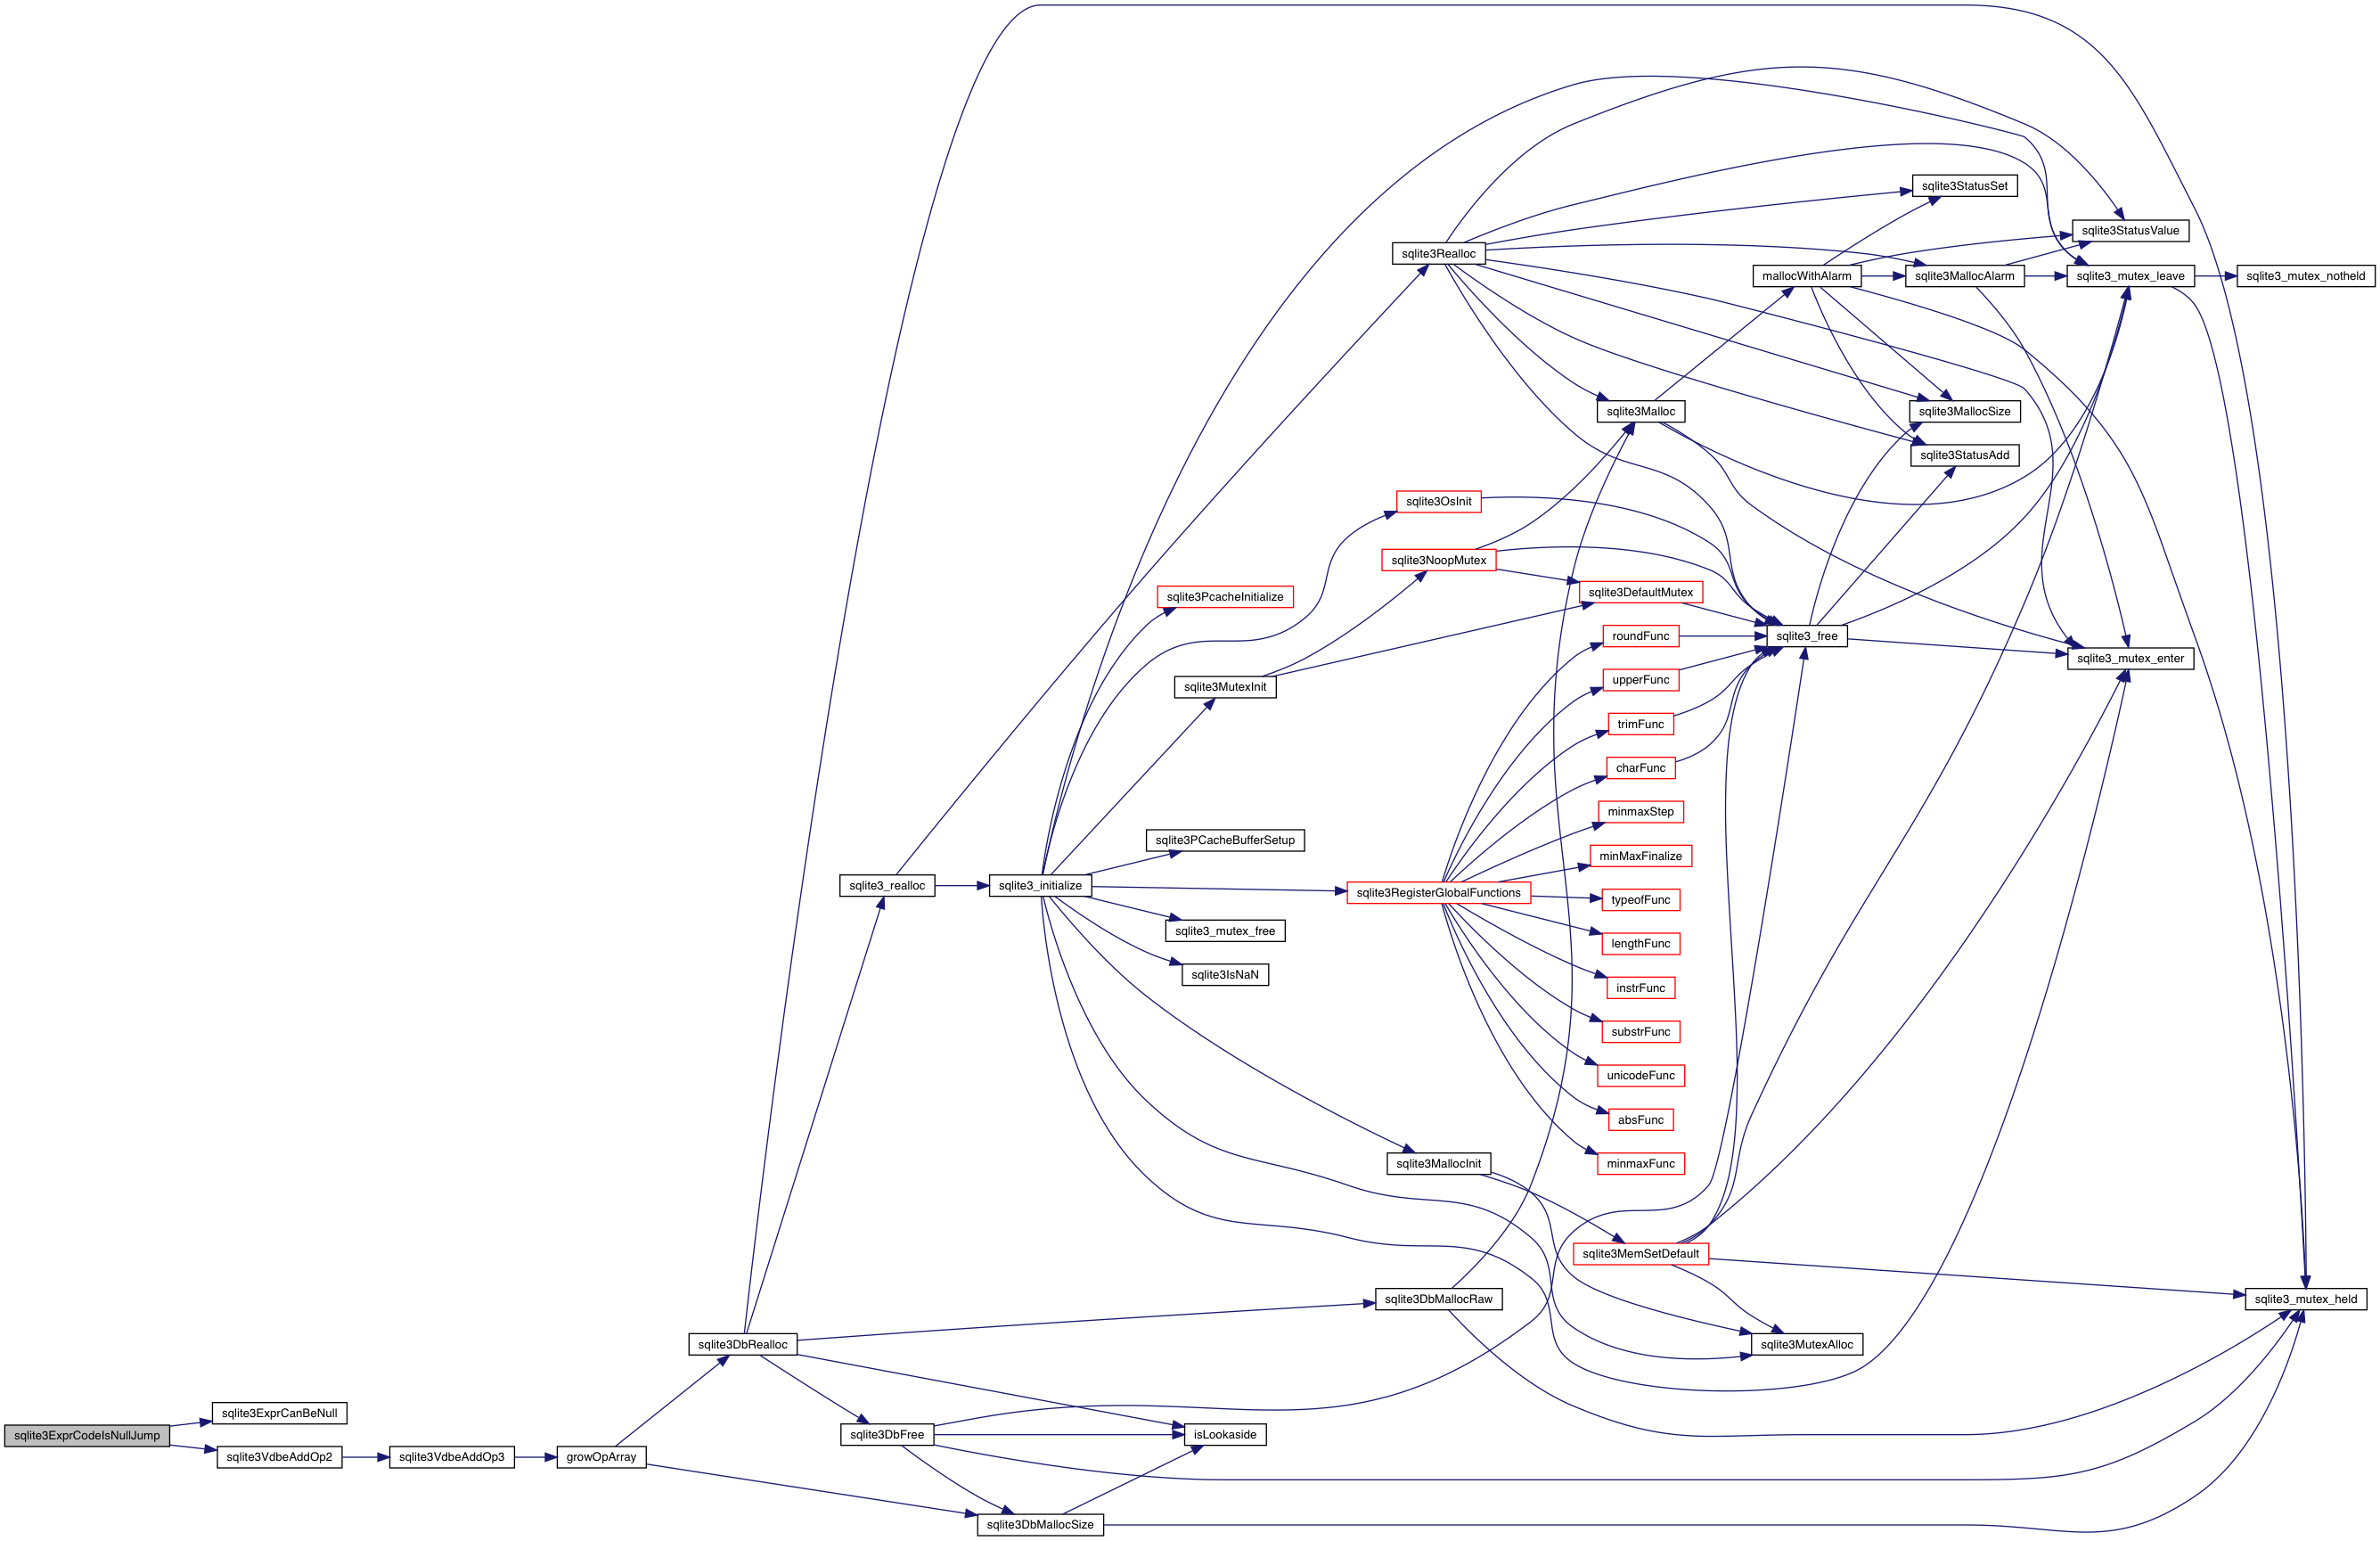 sqlite3StatusSet
sqlite3StatusValue
sqlite3Realloc
mallocWithAlarm
sqlite3MallocAlarm
sqlite3_mutex_leave
sqlite3_mutex_notheld
sqlite3Malloc
sqlite3MallocSize
sqlite3StatusAdd
sqlite3OsInit
sqlite3NoopMutex
sqlite3PcacheInitialize
sqlite3DefaultMutex
roundFunc
sqlite3_free
sqlite3_mutex_enter
sqlite3MutexInit
upperFunc
trimFunc
charFunc
minmaxStep
sqlite3PCacheBufferSetup
minMaxFinalize
sqlite3_realloc
sqlite3_initialize
sqlite3RegisterGlobalFunctions
typeofFunc
sqlite3_mutex_free
lengthFunc
sqlite3IsNaN
instrFunc
substrFunc
unicodeFunc
absFunc
sqlite3MallocInit
minmaxFunc
sqlite3MemSetDefault
sqlite3DbMallocRaw
sqlite3_mutex_held
sqlite3DbRealloc
sqlite3MutexAlloc
sqlite3ExprCanBeNull
sqlite3ExprCodeIsNullJump
sqlite3DbFree
isLookaside
sqlite3VdbeAddOp2
sqlite3VdbeAddOp3
growOpArray
sqlite3DbMallocSize